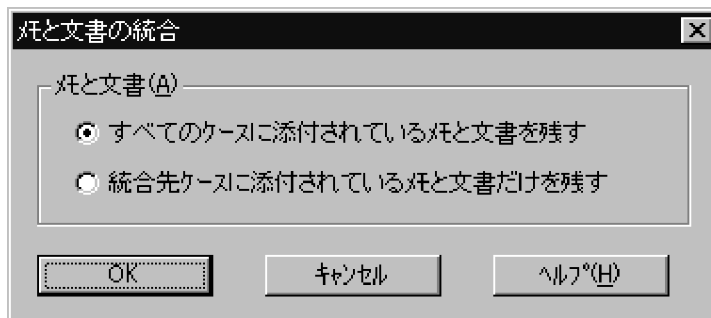 ﾒﾓと文書の統合
ﾒﾓと文書(A)
すべてのｹｰｽに添付されているﾒﾓと文書を残す
統合先ｹｰｽに添付されているﾒﾓと文書だけを残す
OK ｷｬﾝｾﾙ ﾍﾙﾌﾟ(H)